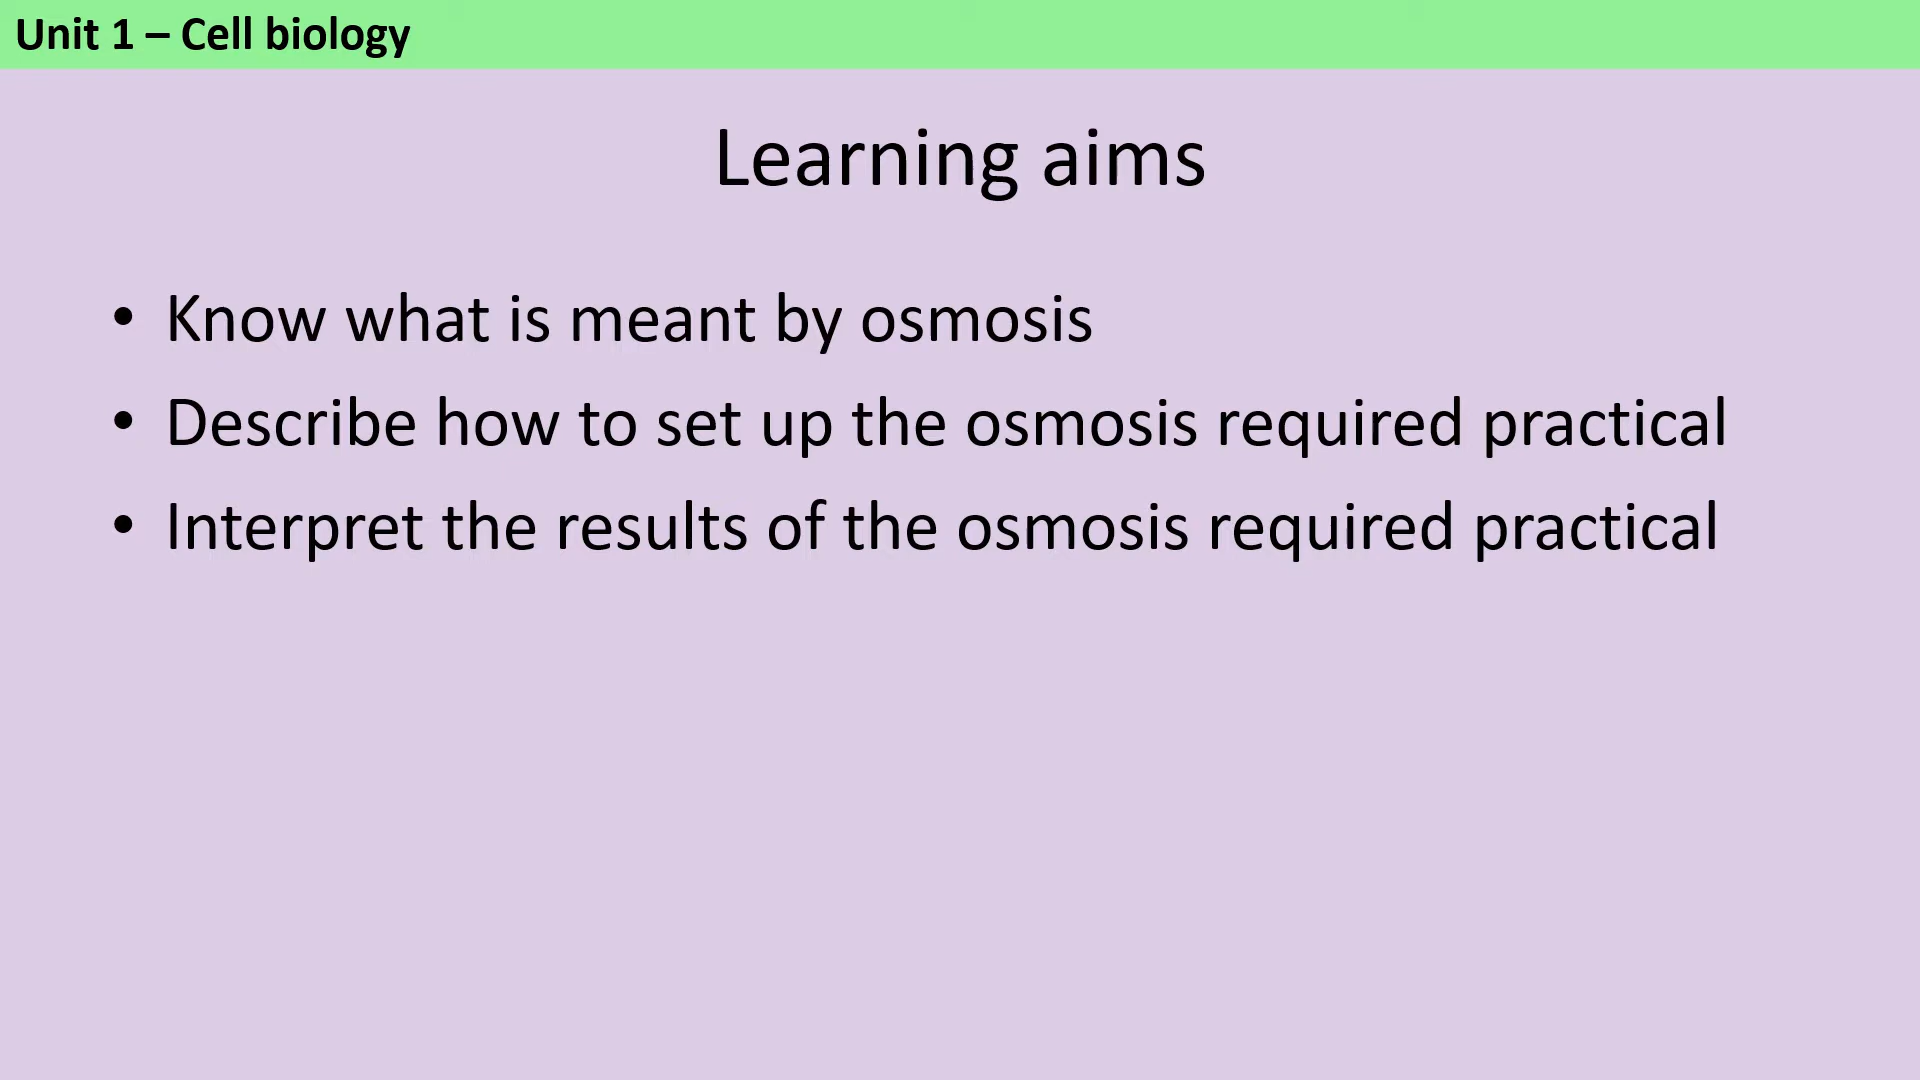 Unit 1 – Cell biology
Learning aims
• Know what is meant by osmosis
• Describe how to set up the osmosis required practical
• Interpret the results of the osmosis required practical